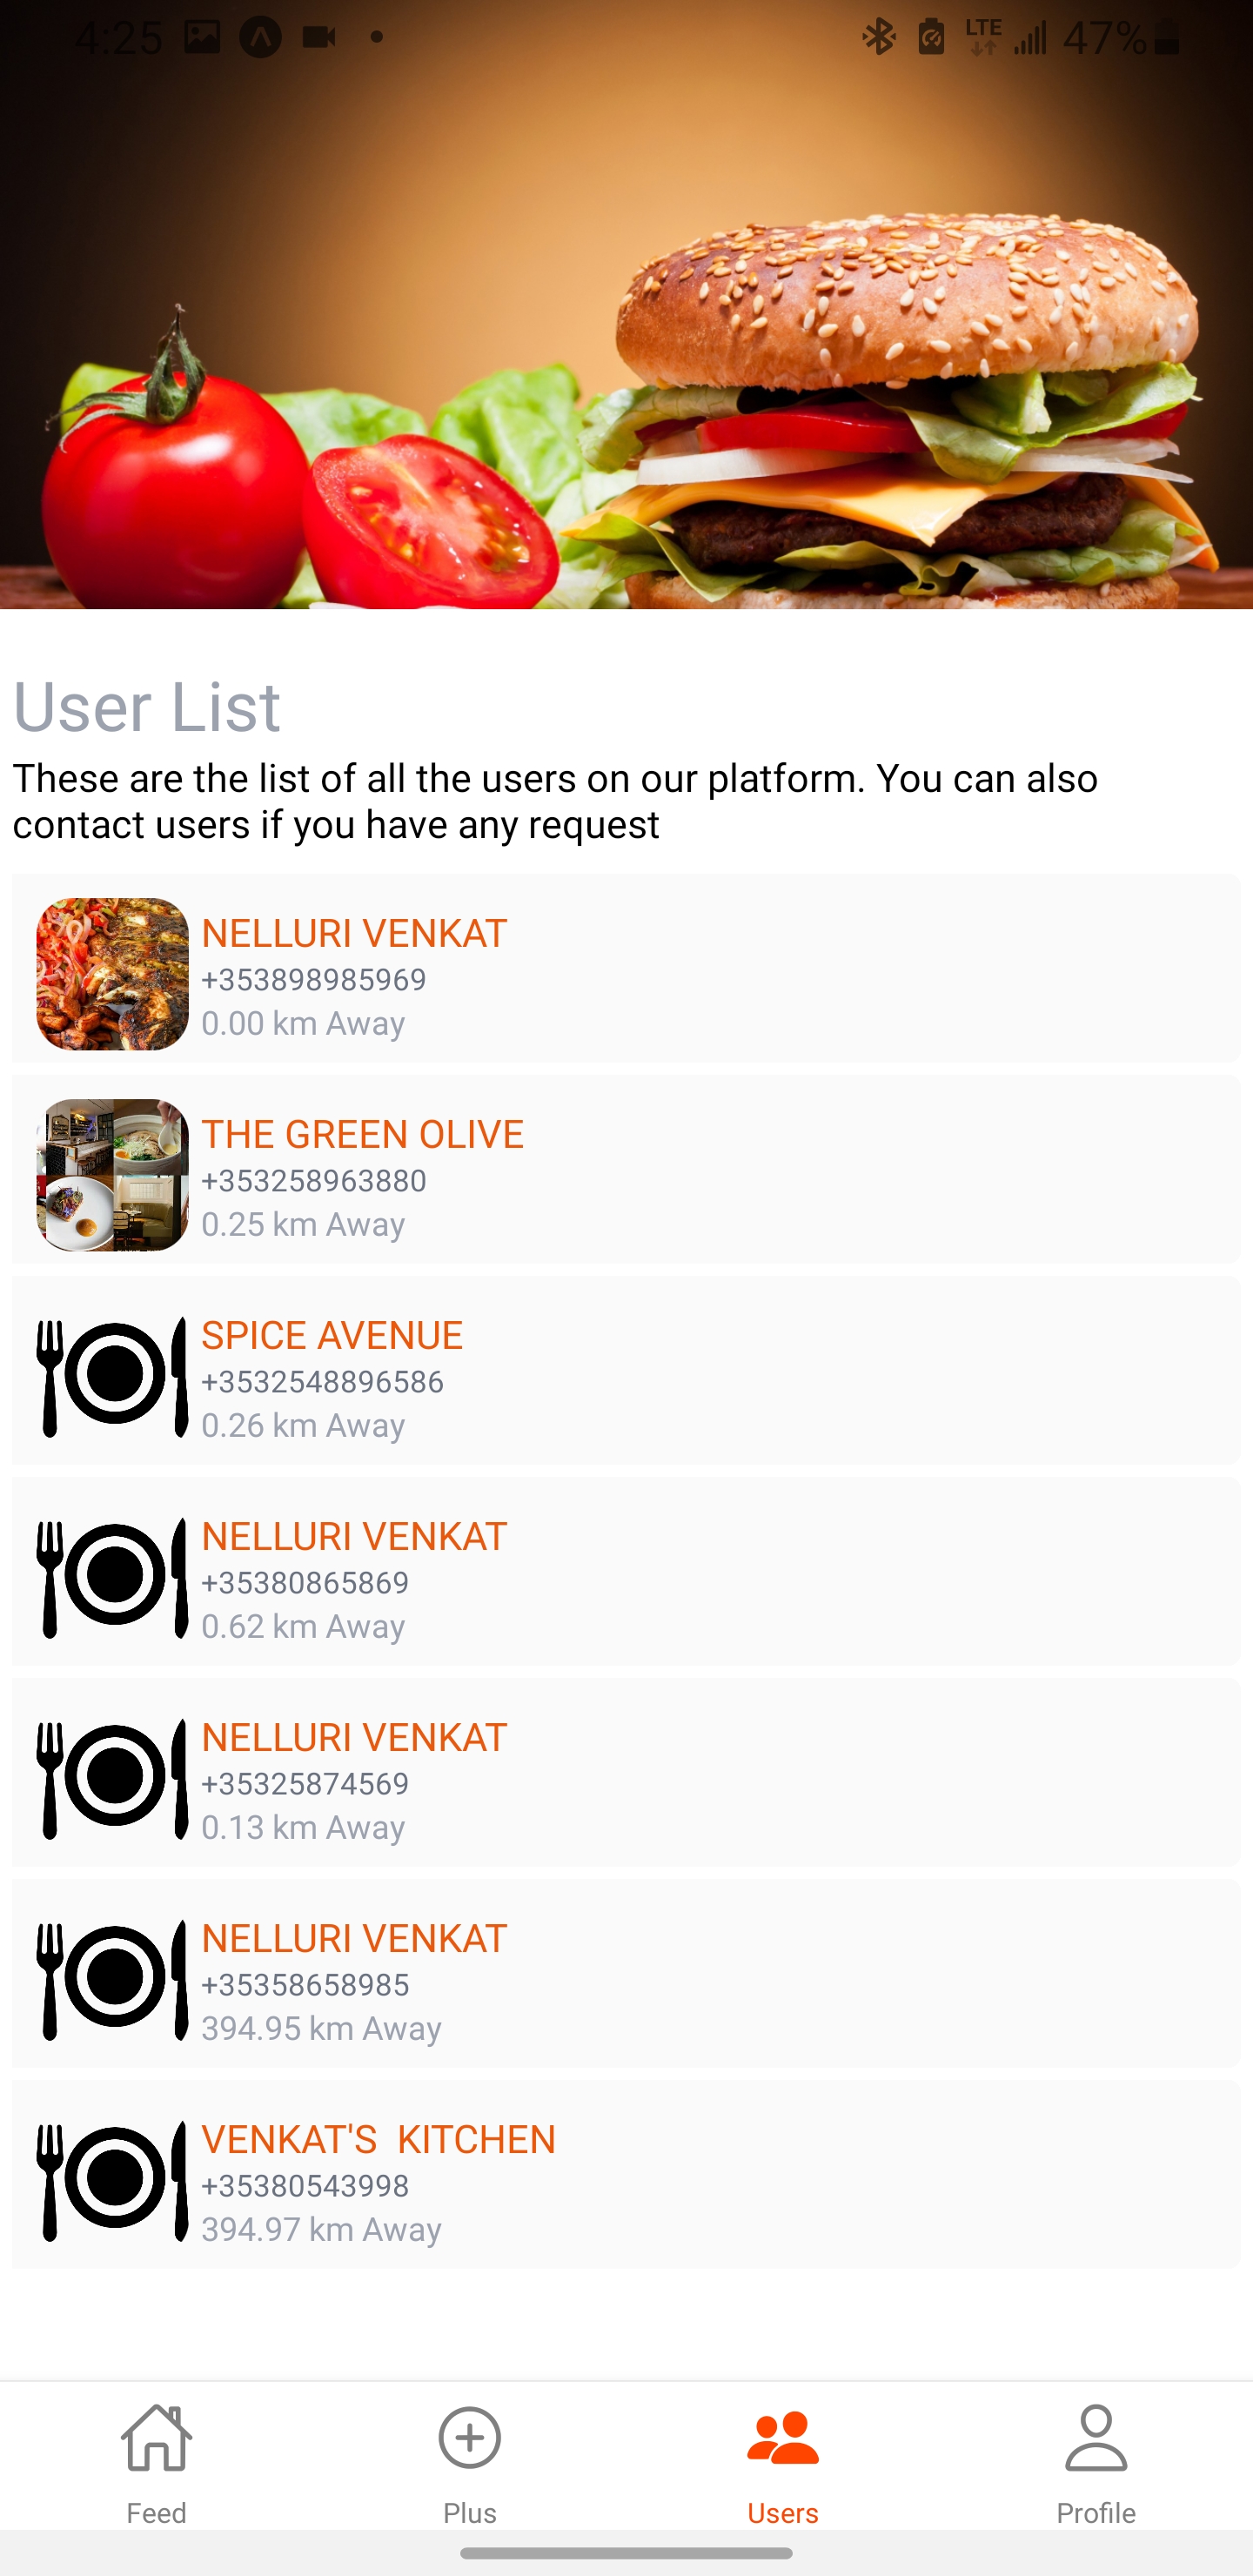 4:25
LTE 47%
User List
These are the list of all the users on our platform. You can also
contact users if you have any request
NELLURI VENKAT
+353898985969
0.00 km Away
THE GREEN OLIVE
+353258963880
0.25 km Away
SPICE AVENUE
+3532548896586
0.26 km Away
NELLURI VENKAT
+35380865869
0.62 km Away
NELLURI VENKAT
+35325874569
0.13 km Away
NELLURI VENKAT
+35358658985
394.95 km Away
VENKAT'S  KITCHEN
+35380543998
394.97 km Away
Feed Plus Users Profile